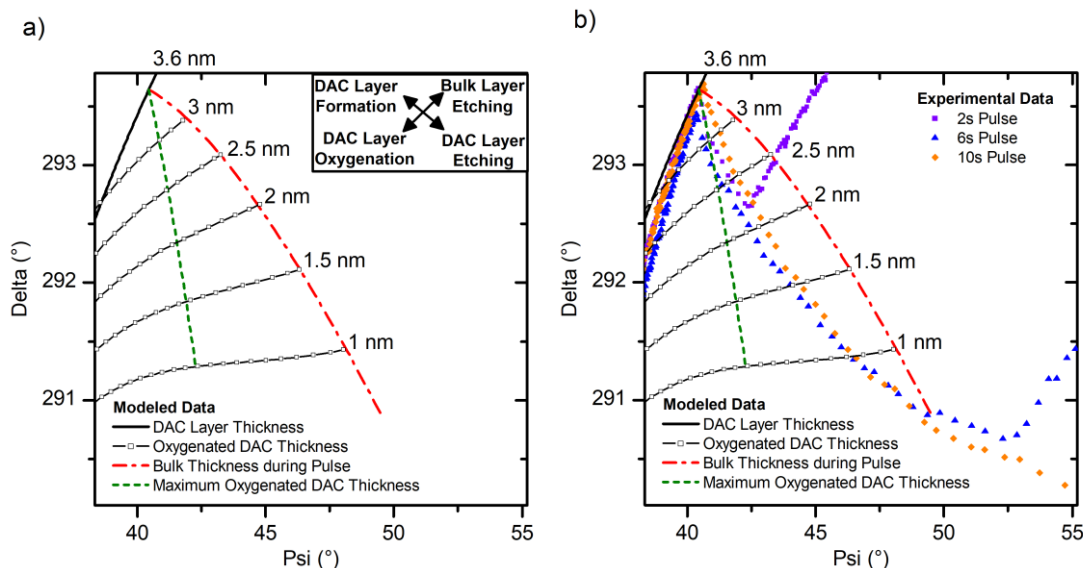 a)
3.6 nm
3 nm
2.5 nm
2 nm
1.5 nm
1 nm
DAC Layer
Formation
Bulk Layer
Etching
DAC Layer
Oxygenation
DAC Layer
Etching
293
292
291
Delta (°)
Modeled Data
DAC Layer Thickness
Oxygenated DAC Thickness
Bulk Thickness during Pulse
Maximum Oxygenated DAC Thickness
40
45
50
55
Psi (°)
b)
3.6 nm
3 nm
2.5 nm
2 nm
1.5 nm
1 nm
Experimental Data
2s Pulse
6s Pulse
10s Pulse
293
292
291
Delta (°)
Modeled Data
DAC Layer Thickness
Oxygenated DAC Thickness
Bulk Thickness during Pulse
Maximum Oxygenated DAC Thickness
40
45
50
55
Psi (°)